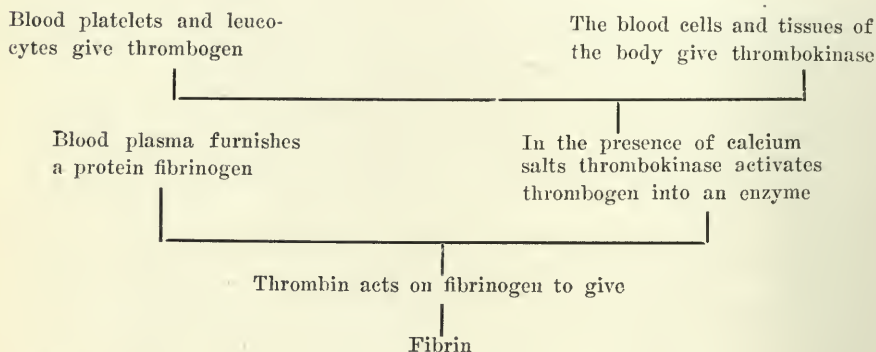 Blood platelets and leuco-
cytes give thrombogen
The blood cells and tissues of
the body give thrombokinase
Blood plasma furnishes
a protein fibrinogen
In the presence of calcium
salts thrombokinase activates
thrombogen into an enzyme
Thrombin acts on fibrinogen to give
Fibrin